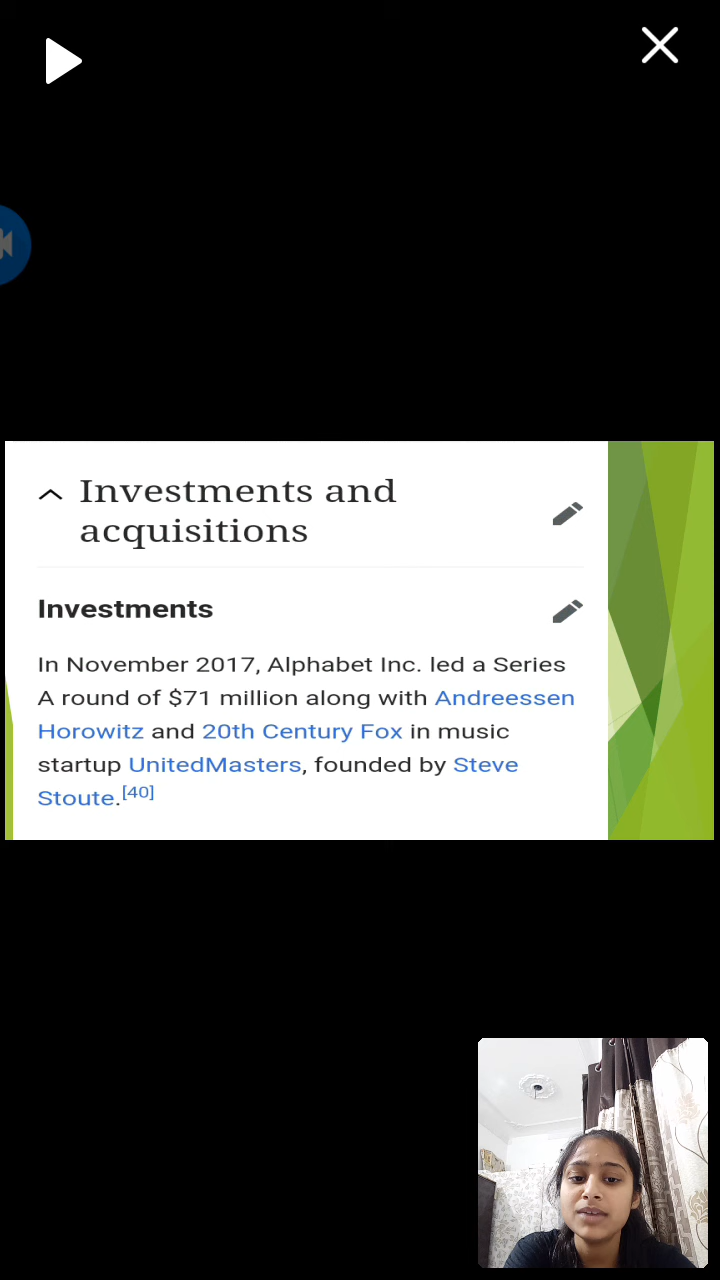 Investments and
acquisitions
Investments
In November 2017, Alphabet Inc. led a Series
A round of $71 million along with Andreessen
Horowitz and 20th Century Fox in music
startup UnitedMasters, founded by Steve
Stoute.[40]